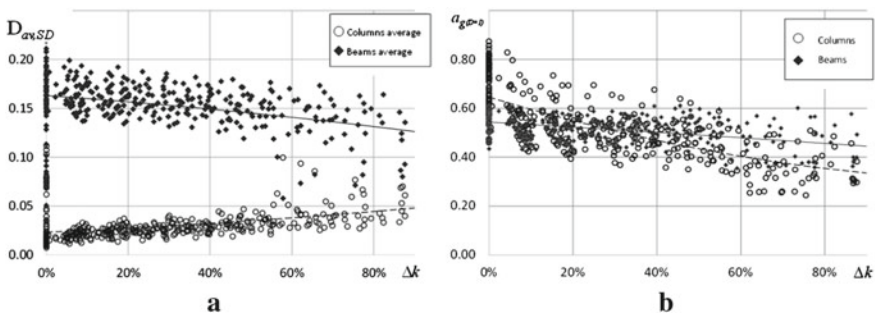 D_av,SD
Columns average
Beams average
0.20
0.15
0.10
0.05
0.00
0% 20% 40% 60% 80% Δk
a
a_g(D=D
Columns
Beams
0.80
0.60
0.40
0.20
0.00
0% 20% 40% 60% 80% Δk
b